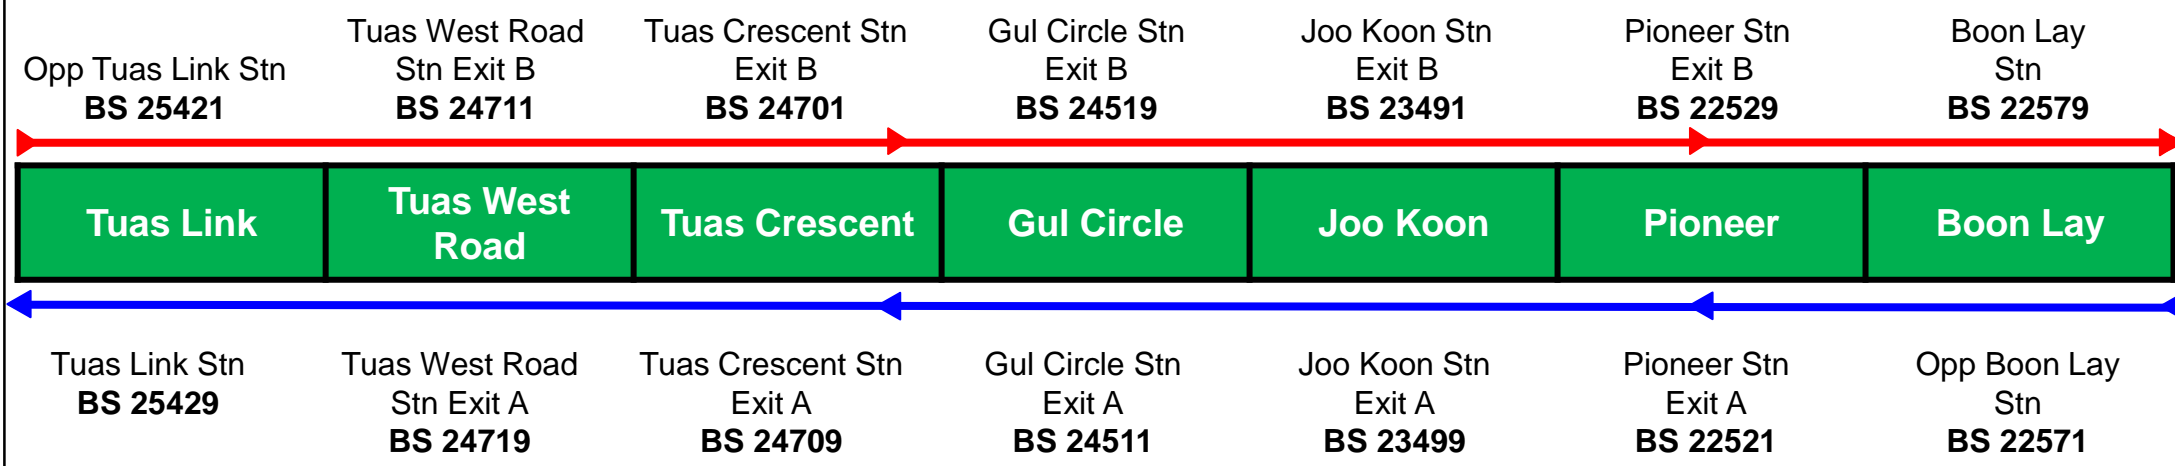 Opp Tuas Link Stn
BS 25421
Tuas West Road
Stn Exit B
BS 24711
Tuas Crescent Stn
Exit B
BS 24701
Gul Circle Stn
Exit B
BS 24519
Joo Koon Stn
Exit B
BS 23491
Pioneer Stn
Exit B
BS 22529
Boon Lay
Stn
BS 22579
Tuas Link
Tuas West
Road
Tuas Crescent
Gul Circle
Joo Koon
Pioneer
Boon Lay
Tuas Link Stn
BS 25429
Tuas West Road
Stn Exit A
BS 24719
Tuas Crescent Stn
Exit A
BS 24709
Gul Circle Stn
Exit A
BS 24511
Joo Koon Stn
Exit A
BS 23499
Pioneer Stn
Exit A
BS 22521
Opp Boon Lay
Stn
BS 22571